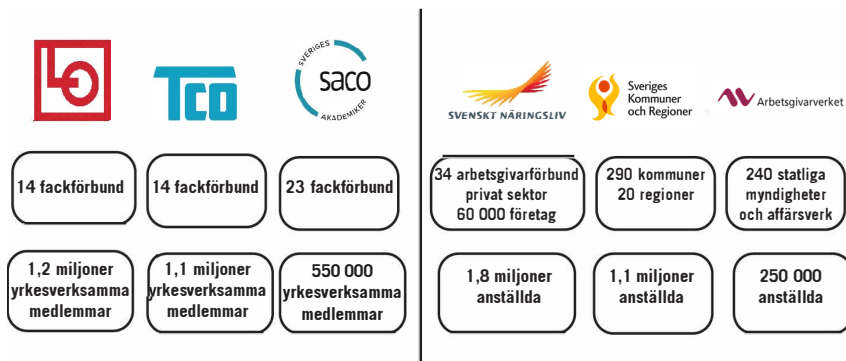 LO
TCO
SVERIGES
saco
AKADEMIKER
SVENSKT NÄRINGSLIV
Sveriges
Kommuner
och Regioner
Arbetsgivarverket
14 fackförbund
14 fackförbund
23 fackförbund
34 arbetsgivarförbund
privat sektor
60 000 företag
290 kommuner
20 regioner
240 statliga
myndigheter
och affärsverk
1,2 miljoner
yrkesverksamma
medlemmar
1,1 miljoner
yrkesverksamma
medlemmar
550 000
yrkesverksamma
medlemmar
1,8 miljoner
anställda
1,1 miljoner
anställda
250 000
anställda